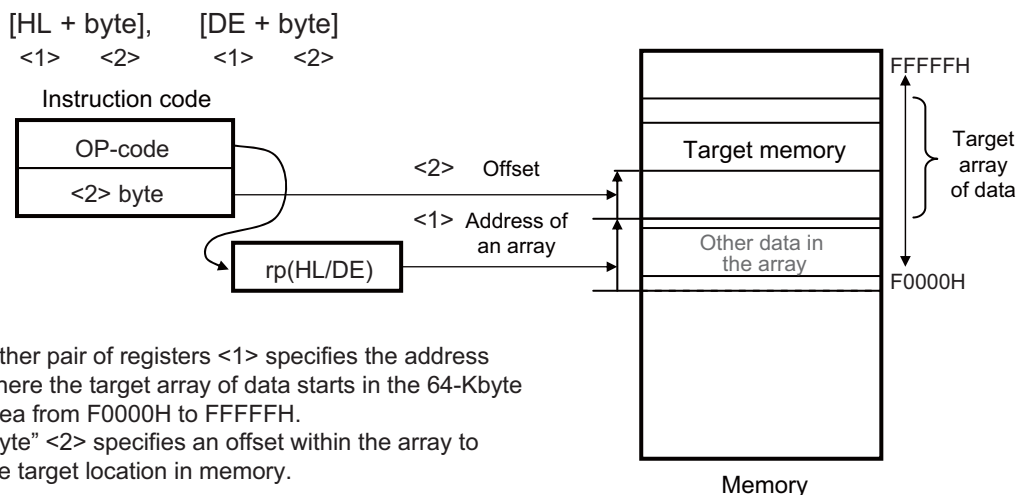 [HL + byte], [DE + byte]
<1> <2> <1> <2>
Instruction code
OP-code
<2> byte
<2> Offset
<1> Address of
an array
rp(HL/DE)
FFFFFH
Target memory
Target
array
of data
Other data in
the array
F0000H
Memory
ther pair of registers <1> specifies the address
here the target array of data starts in the 64-Kbyte
ea from F0000H to FFFFFH.
yte” <2> specifies an offset within the array to
e target location in memory.